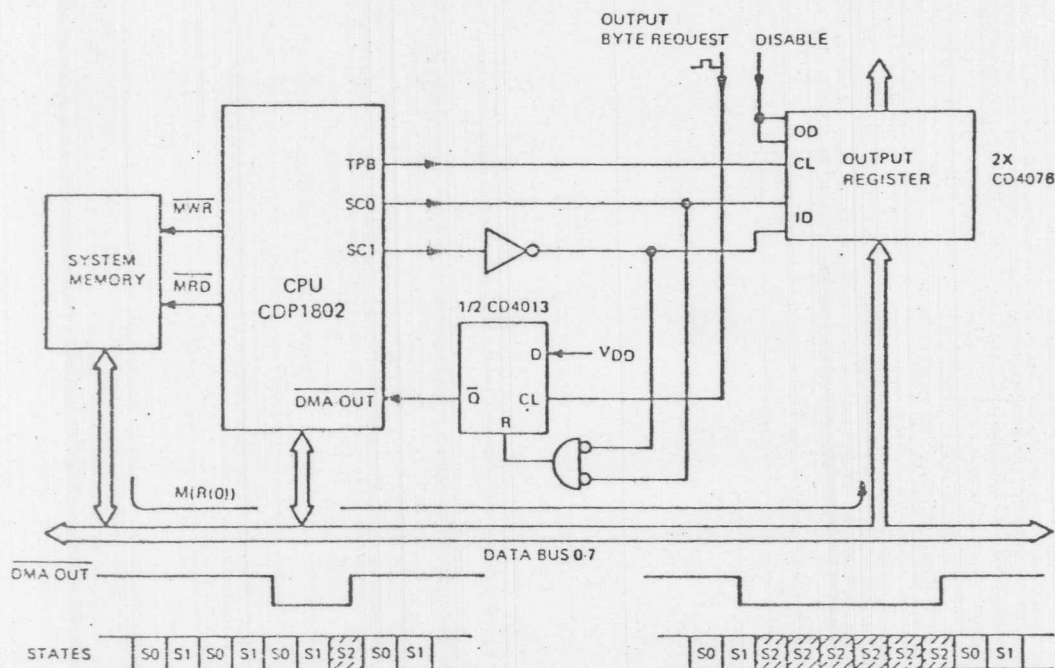 OUTPUT
BYTE REQUEST DISABLE
OD
TPB
CL
OUTPUT
REGISTER
2X
CD4076
MWR
SC0
ID
SYSTEM
MEMORY
SC1
MRD
CPU
CDP1802
1/2 CD4013
D
VDD
DMA OUT
Q
CL
R
M(R(0))
DATA BUS 0-7
DMA OUT
STATES S0 S1 S0 S1 S0 S1 S2 S0 S1 S0 S1 S2 S2 S2 S2 S2 S2 S0 S1